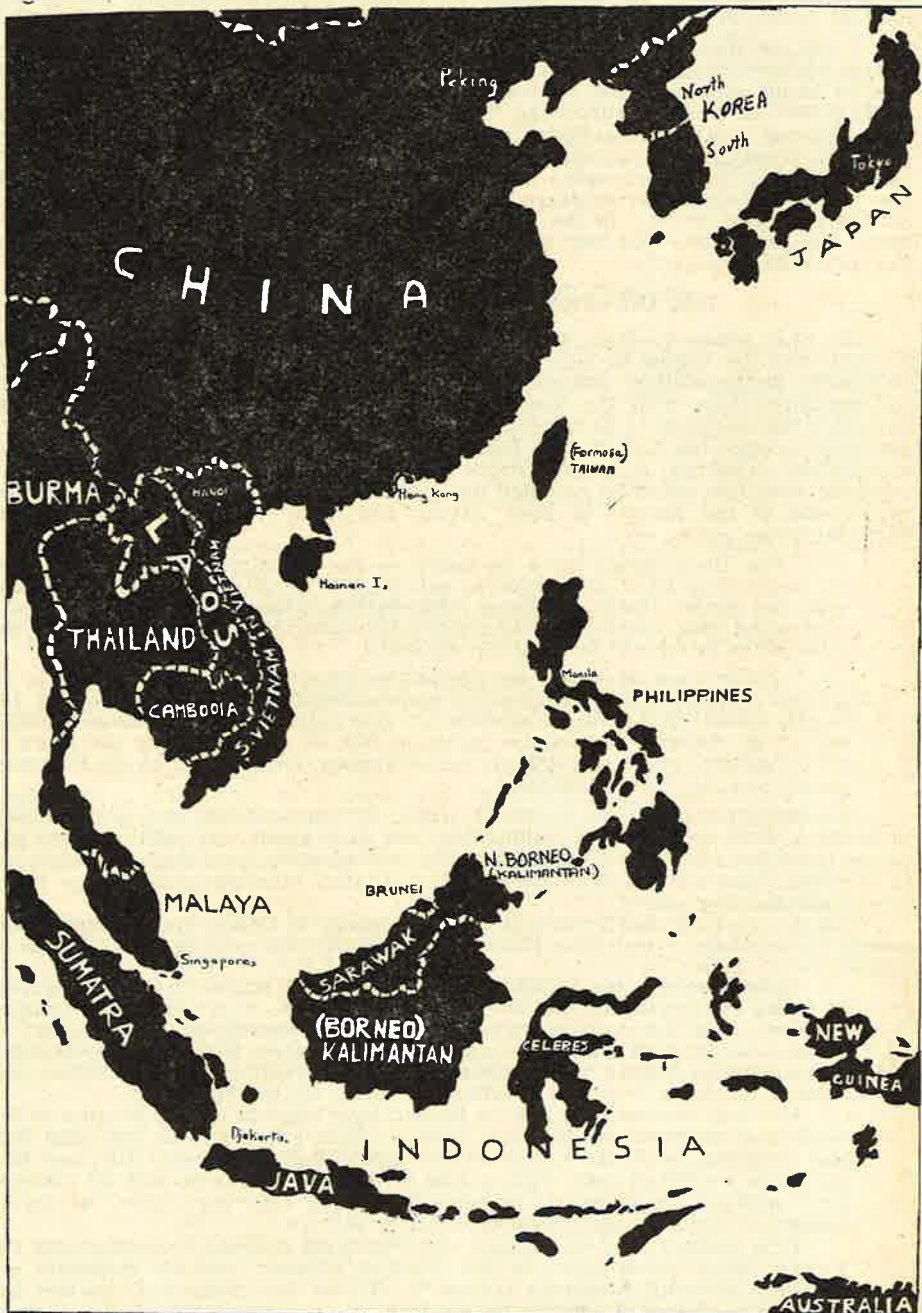 Peking
North
KOREA
South
Tokyo
JAPAN
CHINA
(Formosa)
TAIWAN
BURMA
HANOI
Hong Kong
LAOS
N. VIETNAM
Hainan I.
THAILAND
CAMBODIA
S. VIETNAM
Manila
PHILIPPINES
N. BORNEO
(KALIMANTAN)
BRUNEI
MALAYA
SARAWAK
Singapore
SUMATRA
(BORNEO)
KALIMANTAN
CELEBES
NEW
GUINEA
Djakarta
INDONESIA
JAVA
AUSTRALIA